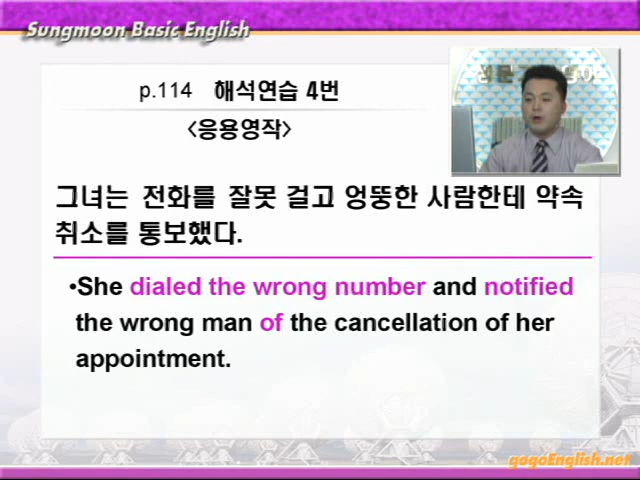 Sungmoon Basic English
p.114 해석연습 4번
<응용영작>
그녀는 전화를 잘못 걸고 엉뚱한 사람한테 약속
취소를 통보했다.
•She dialed the wrong number and notified
the wrong man of the cancellation of her
appointment.
gogoEnglish.net